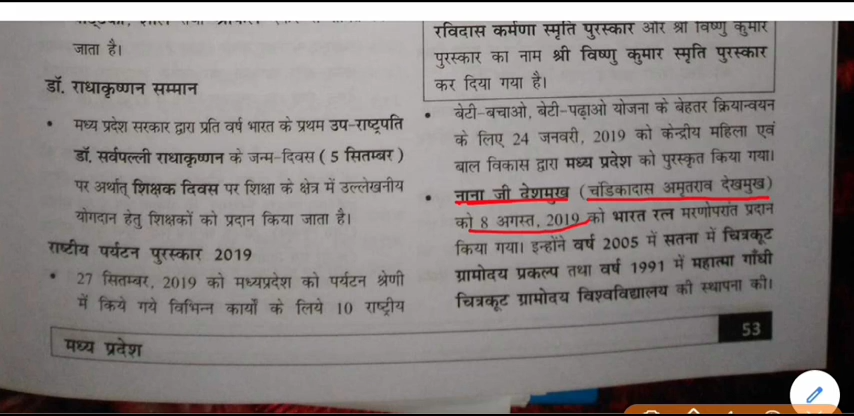 जाता है।
डॉ. राधाकृष्णन सम्मान
• मध्य प्रदेश सरकार द्वारा प्रति वर्ष भारत के प्रथम उप-राष्ट्रपति
डॉ. सर्वपल्ली राधाकृष्णन के जन्म-दिवस (5 सितम्बर)
पर अर्थात् शिक्षक दिवस पर शिक्षा के क्षेत्र में उल्लेखनीय
योगदान हेतु शिक्षकों को प्रदान किया जाता है।
राष्ट्रीय पर्यटन पुरस्कार 2019
• 27 सितम्बर, 2019 को मध्यप्रदेश को पर्यटन श्रेणी
में किये गये विभिन्न कार्यों के लिये 10 राष्ट्रीय
रविदास कर्मणा स्मृति पुरस्कार और श्री विष्णु कुमार
पुरस्कार का नाम श्री विष्णु कुमार स्मृति पुरस्कार
कर दिया गया है।
• बेटी-बचाओ, बेटी-पढ़ाओ योजना के बेहतर क्रियान्वयन
के लिए 24 जनवरी, 2019 को केन्द्रीय महिला एवं
बाल विकास द्वारा मध्य प्रदेश को पुरस्कृत किया गया।
• नाना जी देशमुख (चंडिकादास अमृतराव देखमुख)
को 8 अगस्त, 2019 को भारत रत्न मरणोपरांत प्रदान
किया गया। इन्होंने वर्ष 2005 में सतना में चित्रकूट
ग्रामोदय प्रकल्प तथा वर्ष 1991 में महात्मा गाँधी
चित्रकूट ग्रामोदय विश्वविद्यालय की स्थापना की।
53
मध्य प्रदेश